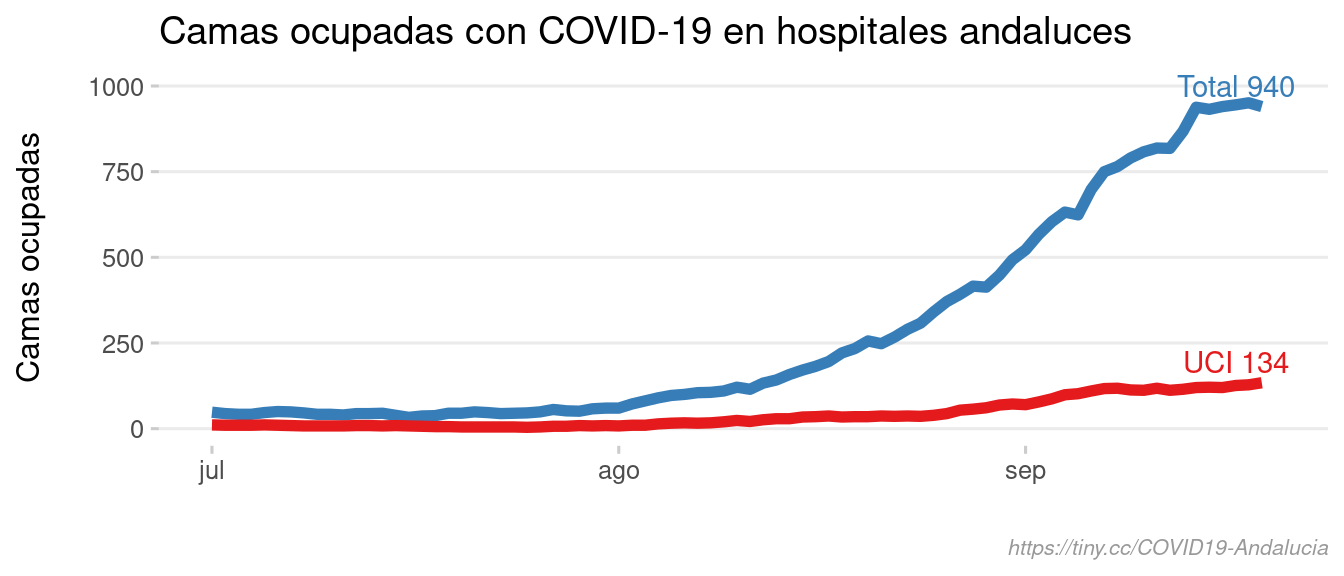 Camas ocupadas con COVID-19 en hospitales andaluces
Camas ocupadas
1000
750
500
250
0
Total 940
UCI 134
jul
ago
sep
https://tiny.cc/COVID19-Andalucia